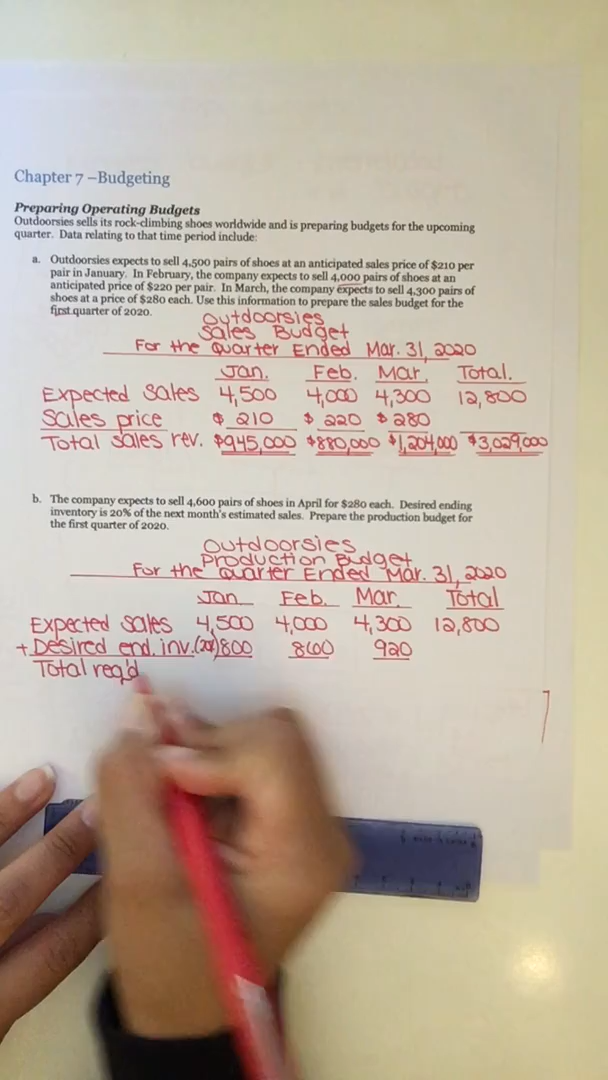 Chapter 7 –Budgeting
Preparing Operating Budgets
Outdoorsies sells its rock-climbing shoes worldwide and is preparing budgets for the upcoming
quarter. Data relating to that time period include:
a. Outdoorsies expects to sell 4,500 pairs of shoes at an anticipated sales price of $210 per
pair in January. In February, the company expects to sell 4,000 pairs of shoes at an
anticipated price of $220 per pair. In March, the company expects to sell 4,300 pairs of
shoes at a price of $280 each. Use this information to prepare the sales budget for the
first quarter of 2020.
Outdoorsies
Sales Budget
For the Quarter Ended Mar. 31, 2020
Jan. Feb. Mar. Total.
Expected Sales 4,500 4,000 4,300 12,800
Sales price $ 210 $ 220 $ 280
Total sales rev. $945,000 $880,000 $1,204,000 $3,029,000
b. The company expects to sell 4,600 pairs of shoes in April for $280 each. Desired ending
inventory is 20% of the next month's estimated sales. Prepare the production budget for
the first quarter of 2020.
Outdoorsies
Production Budget
For the Quarter Ended Mar. 31, 2020
Jan Feb. Mar. Total
Expected Sales 4,500 4,000 4,300 12,800
+Desired end. inv. 800 860 920
Total req'd